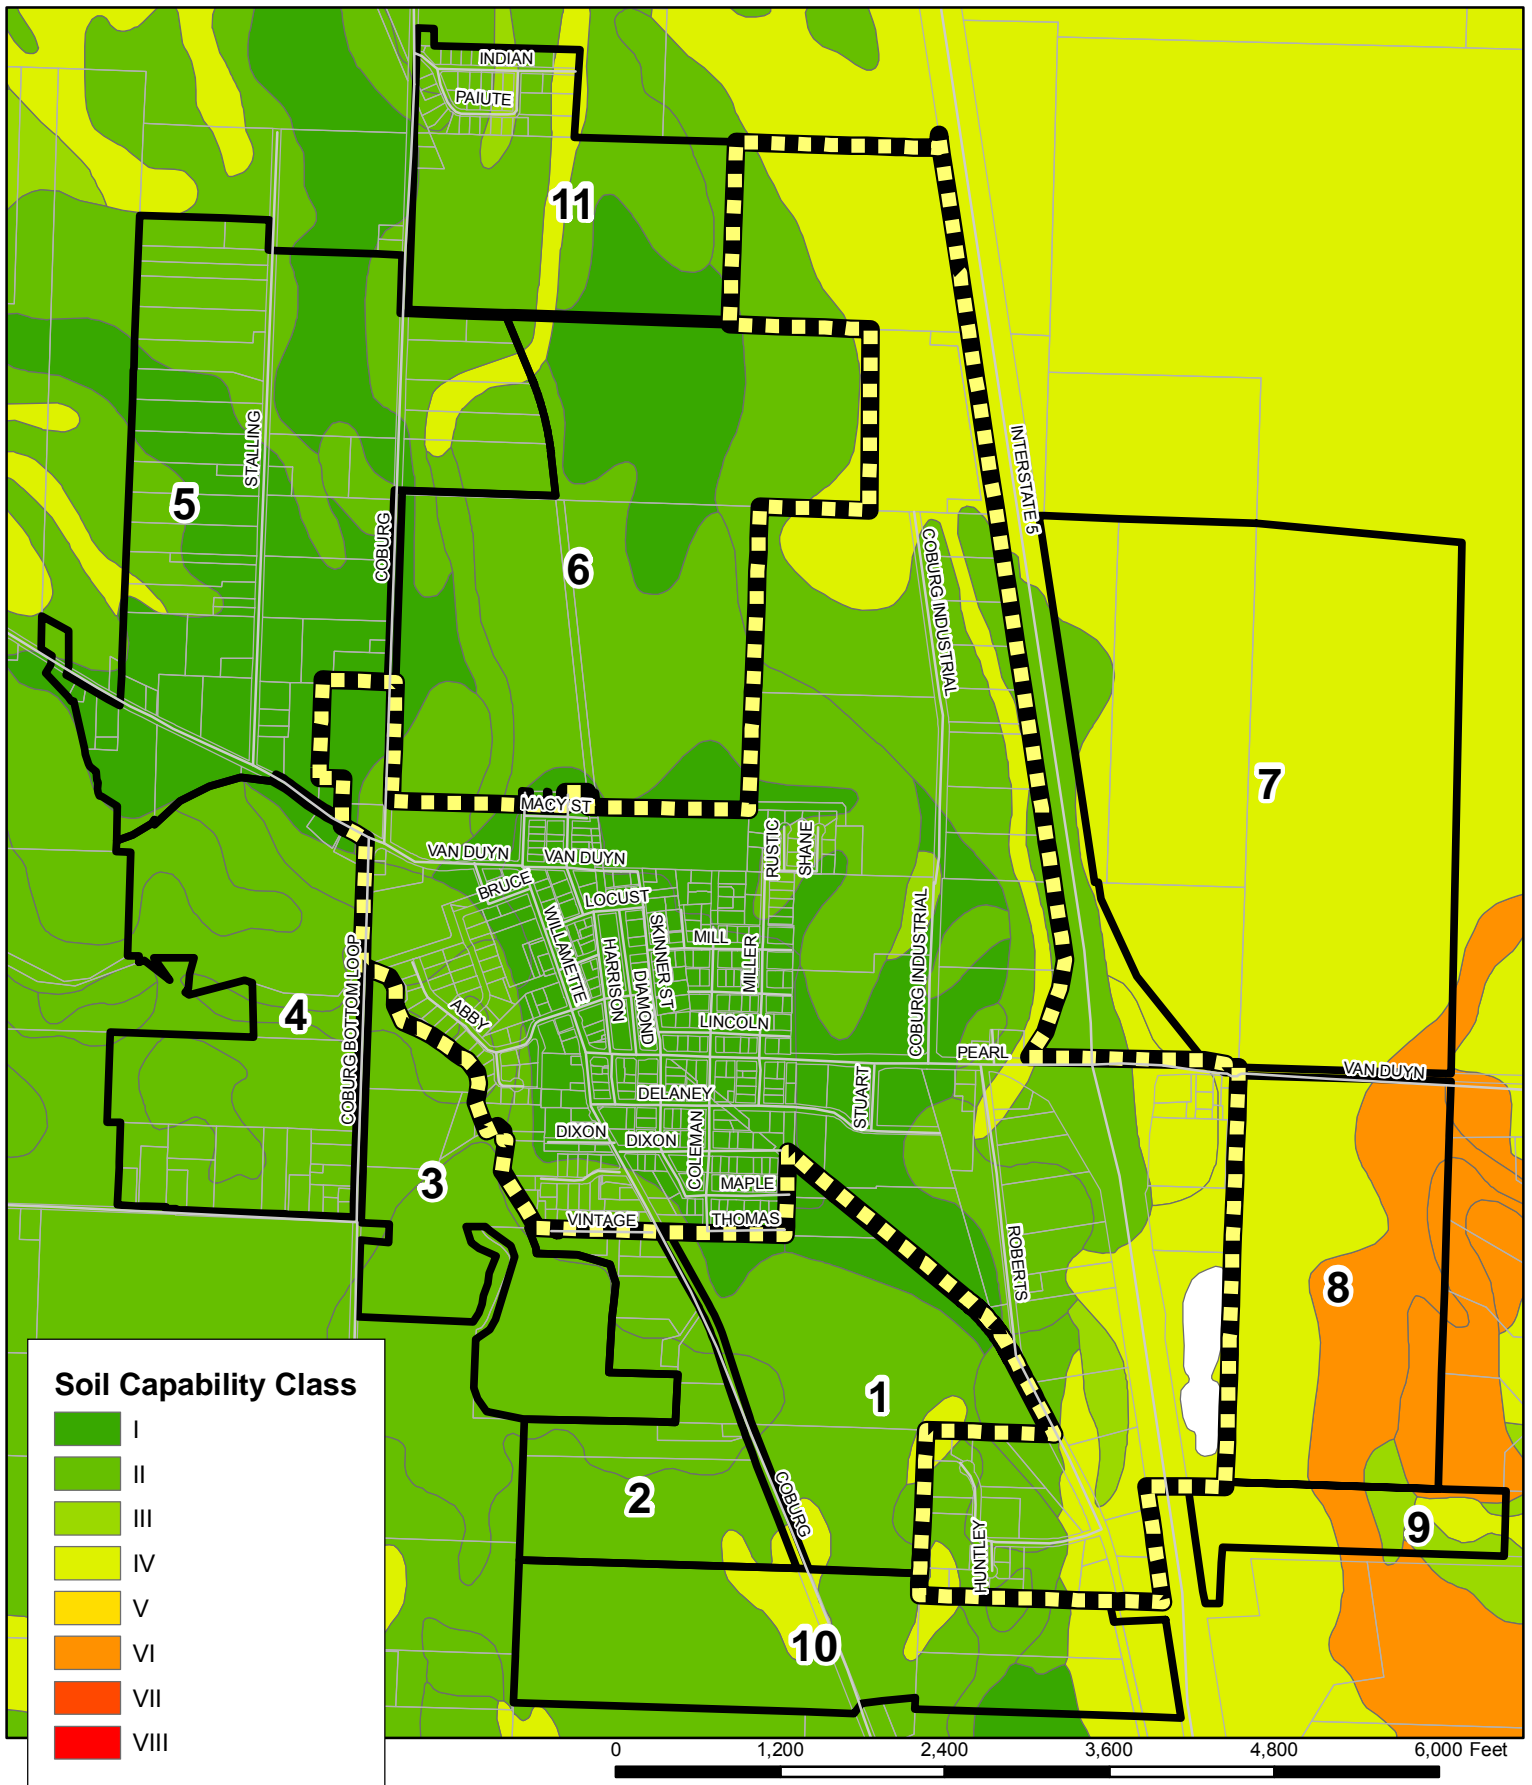 INDIAN
PAIUTE
11
STALLING
5
COBURG
6
INTERSTATE 5
COBURG INDUSTRIAL
7
MACY ST
VAN DUYN
VAN DUYN
RUSTIC
SHANE
BRUCE
LOCUST
WILLAMETTE
HARRISON
SKINNER ST
DIAMOND
MILL
MILLER
COBURG INDUSTRIAL
LINCOLN
ABBY
4
COBURG BOTTOM LOOP
PEARL
VAN DUYN
DELANEY
STUART
DIXON
DIXON
COLEMAN
MAPLE
3
VINTAGE
THOMAS
ROBERTS
8
1
2
COBURG
HUNTLEY
9
10
Soil Capability Class
I
II
III
IV
V
VI
VII
VIII
0 1,200 2,400 3,600 4,800 6,000 Feet